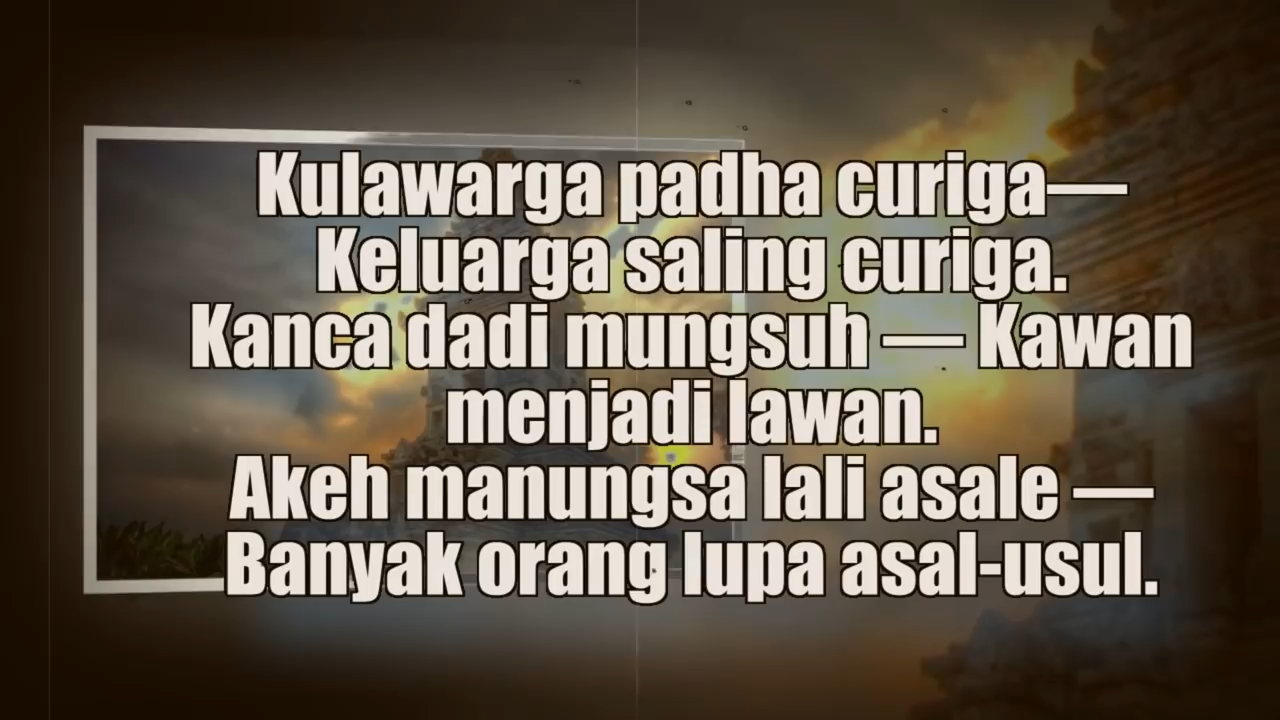 Kulawarga padha curiga—
Keluarga saling curiga.
Kanca dadi mungsuh — Kawan
menjadi lawan.
Akeh manungsa lali asale —
Banyak orang lupa asal-usul.